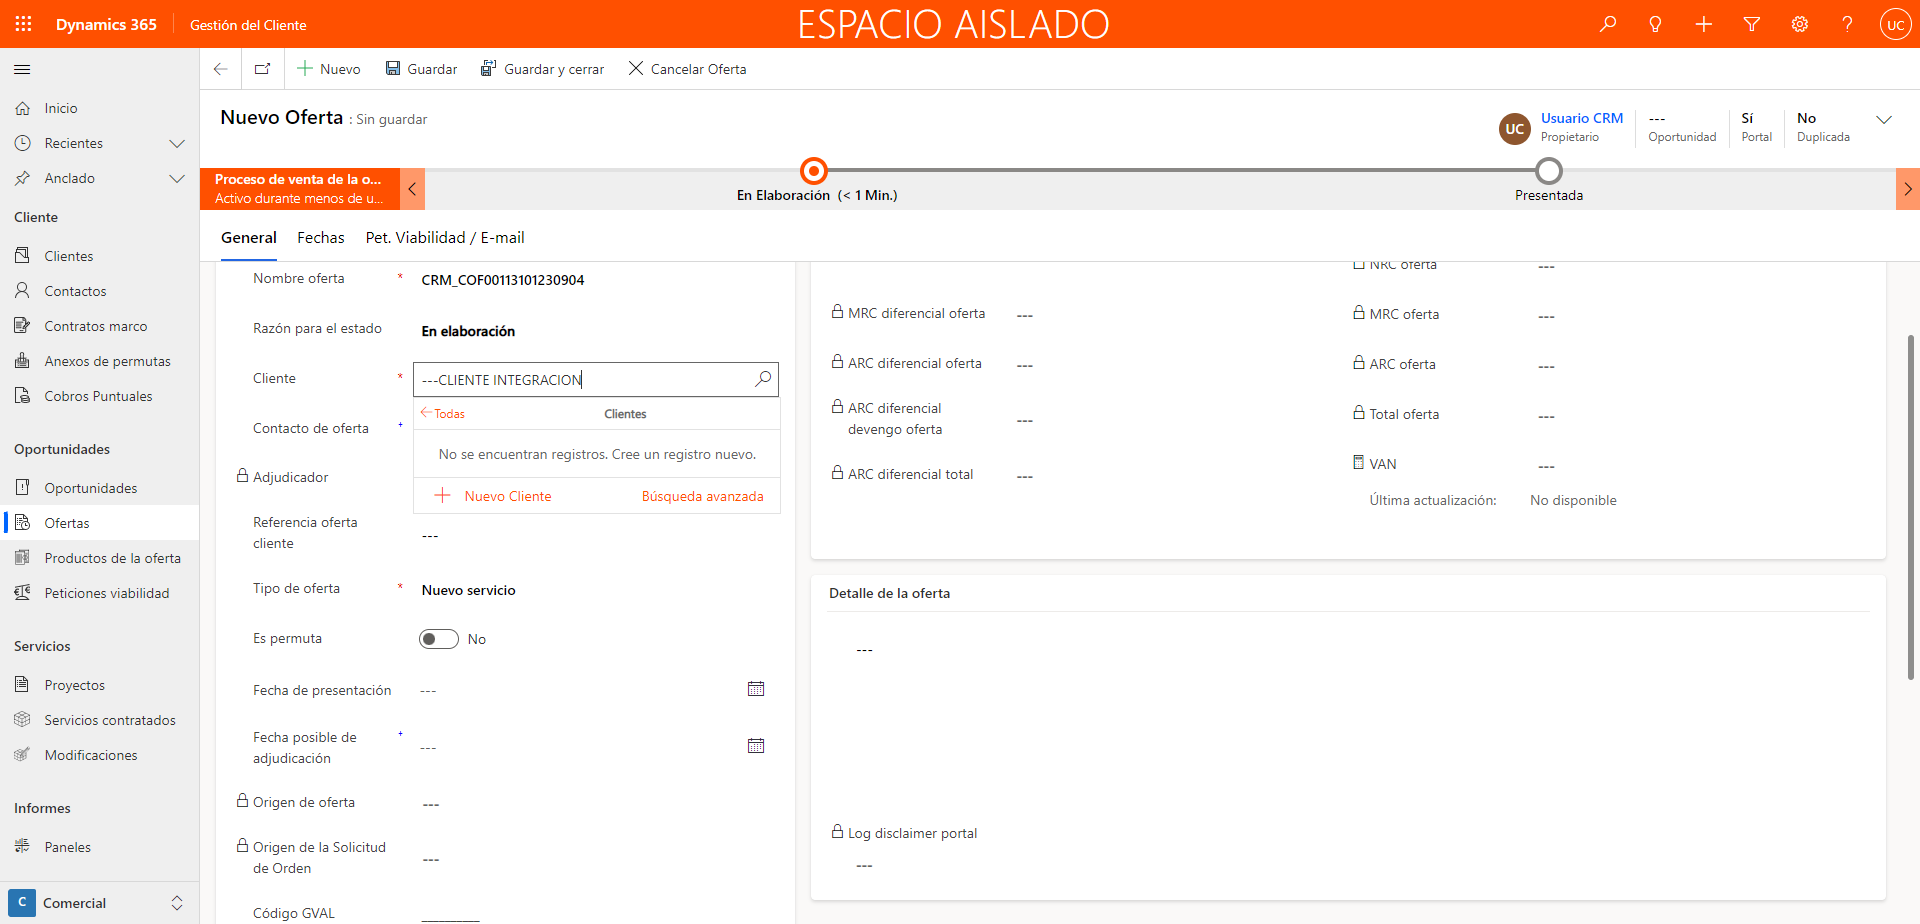 Dynamics 365
Gestión del Cliente
ESPACIO AISLADO
UC
Nuevo
Guardar
Guardar y cerrar
Cancelar Oferta
Inicio
Recientes
Anclado
Cliente
Clientes
Contactos
Contratos marco
Anexos de permutas
Cobros Puntuales
Oportunidades
Oportunidades
Ofertas
Productos de la oferta
Peticiones viabilidad
Servicios
Proyectos
Servicios contratados
Modificaciones
Informes
Paneles
C Comercial
Nuevo Oferta : Sin guardar
UC
Usuario CRM
Propietario
---
Oportunidad
Sí
Portal
No
Duplicada
Proceso de venta de la o...
Activo durante menos de u...
En Elaboración (< 1 Min.)
Presentada
General
Fechas
Pet. Viabilidad / E-mail
Nombre oferta * CRM_COF00113101230904
Razón para el estado En elaboración
Cliente * ---CLIENTE INTEGRACION
Todas Clientes
No se encuentran registros. Cree un registro nuevo.
Nuevo Cliente Búsqueda avanzada
Contacto de oferta +
Adjudicador
Referencia oferta
cliente
---
Tipo de oferta * Nuevo servicio
Es permuta No
Fecha de presentación ---
Fecha posible de
adjudicación
+
---
Origen de oferta ---
Origen de la Solicitud
de Orden
---
Código GVAL
NRC oferta ---
MRC diferencial oferta ---
MRC oferta ---
ARC diferencial oferta ---
ARC oferta ---
ARC diferencial
devengo oferta
---
Total oferta ---
ARC diferencial total ---
VAN ---
Última actualización: No disponible
Detalle de la oferta
---
Log disclaimer portal
---